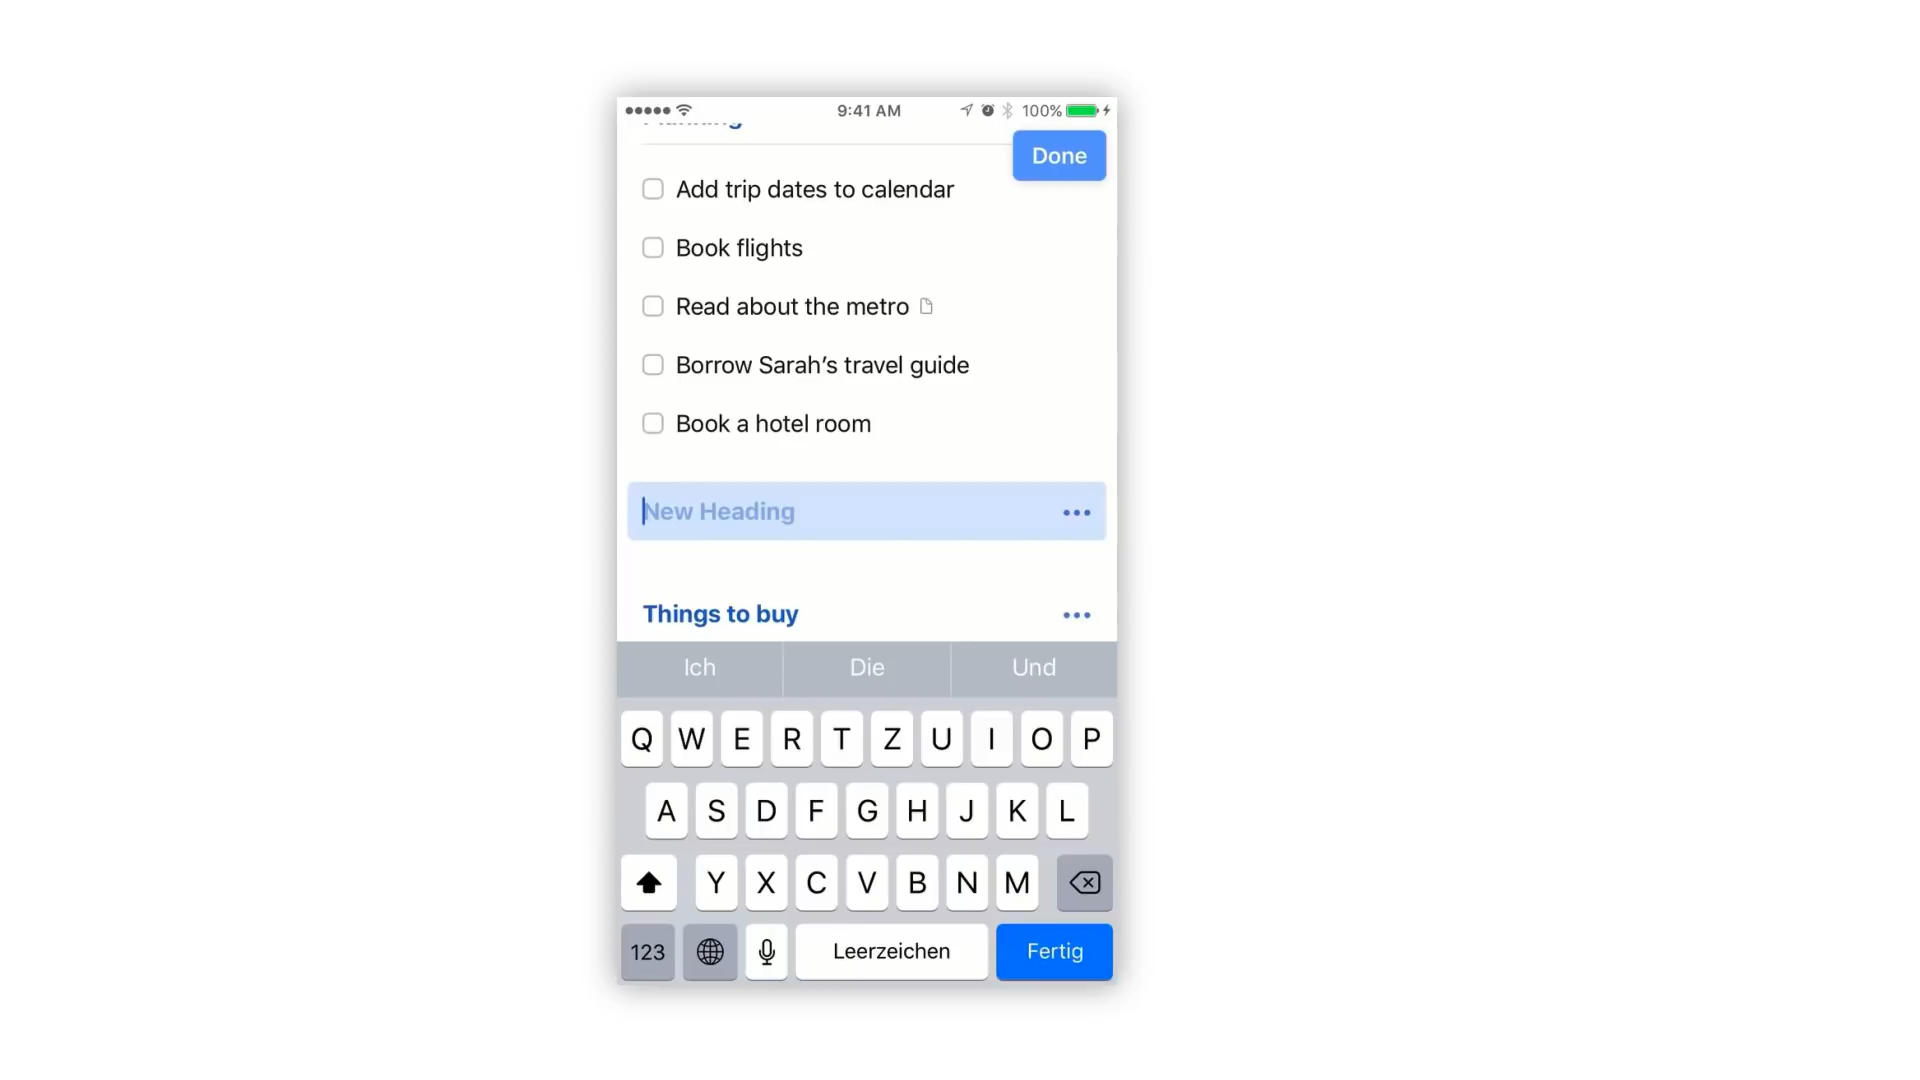 9:41 AM 100%
Done
Add trip dates to calendar
Book flights
Read about the metro
Borrow Sarah’s travel guide
Book a hotel room
New Heading
Things to buy
Ich Die Und
Q W E R T Z U I O P
A S D F G H J K L
Y X C V B N M
123 Leerzeichen Fertig